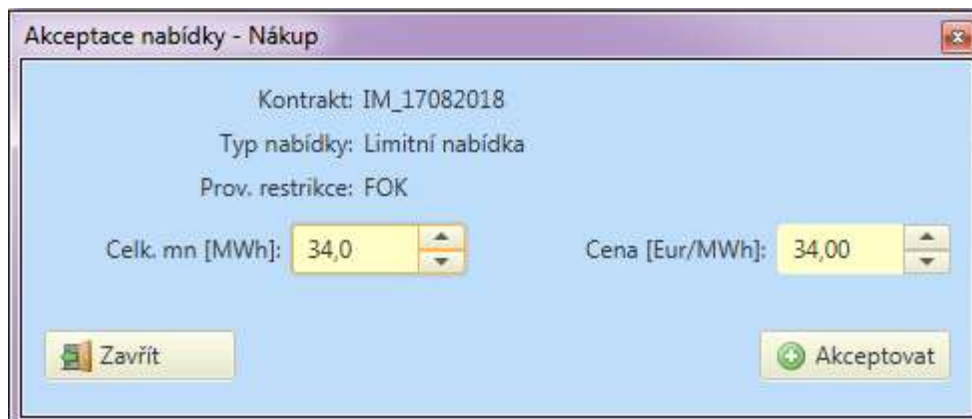 Akceptace nabídky - Nákup
Kontrakt: IM_17082018
Typ nabídky: Limitní nabídka
Prov. restrikce: FOK
Celk. mn [MWh]: 34,0 Cena [Eur/MWh]: 34,00
Zavřít Akceptovat